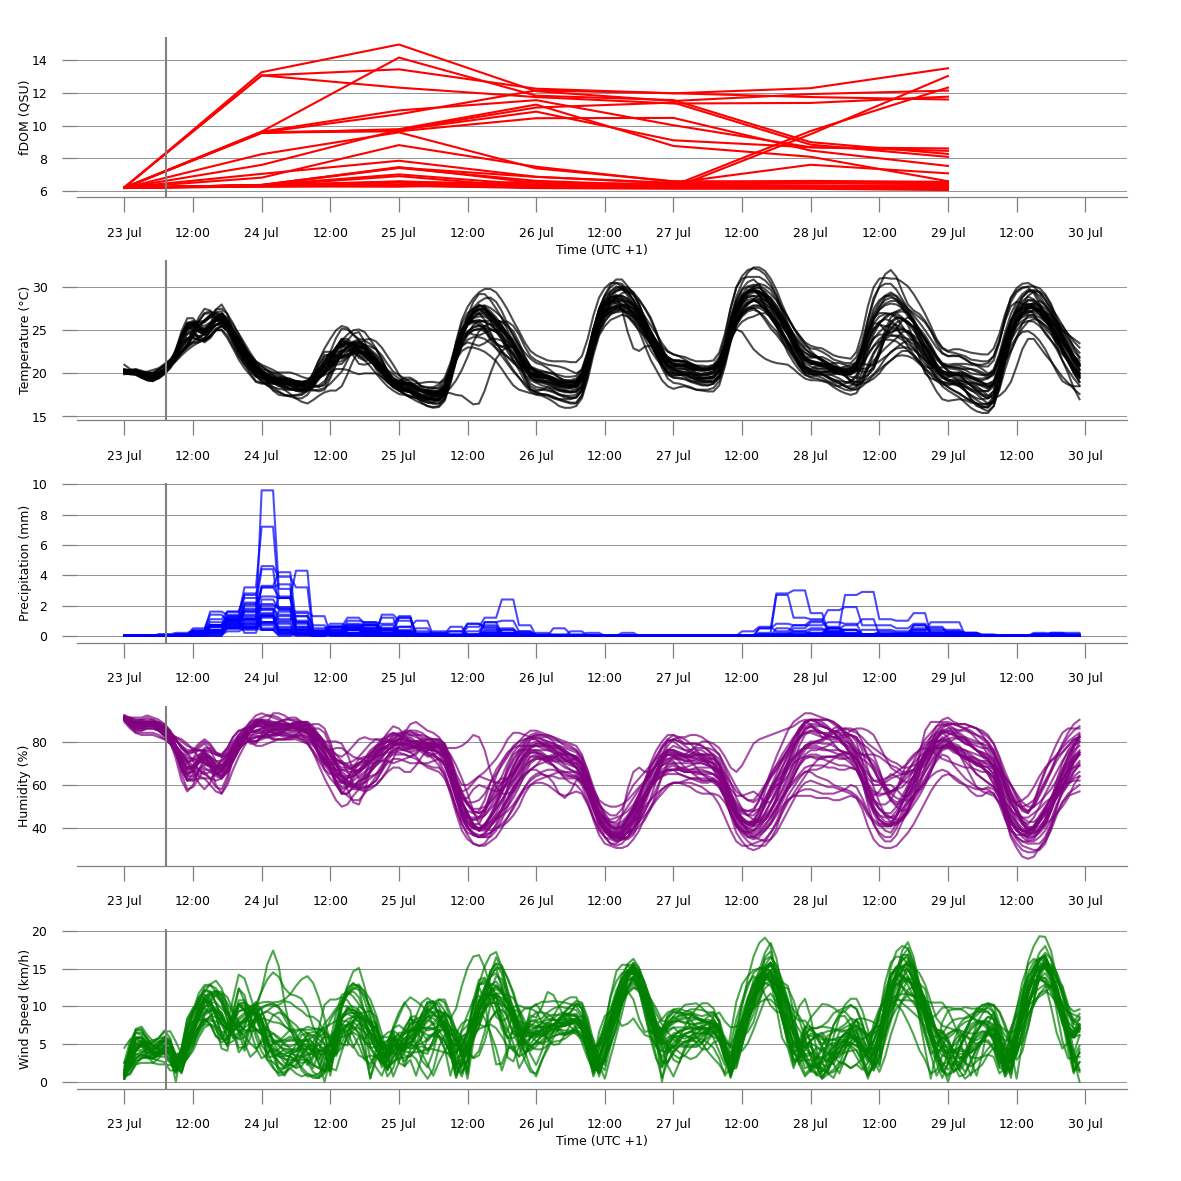 fDOM (QSU)
14
12
10
8
6
23 Jul 12:00 24 Jul 12:00 25 Jul 12:00 26 Jul 12:00 27 Jul 12:00 28 Jul 12:00 29 Jul 12:00 30 Jul
Time (UTC +1)
Temperature (°C)
30
25
20
15
23 Jul 12:00 24 Jul 12:00 25 Jul 12:00 26 Jul 12:00 27 Jul 12:00 28 Jul 12:00 29 Jul 12:00 30 Jul
Precipitation (mm)
10
8
6
4
2
0
23 Jul 12:00 24 Jul 12:00 25 Jul 12:00 26 Jul 12:00 27 Jul 12:00 28 Jul 12:00 29 Jul 12:00 30 Jul
Humidity (%)
80
60
40
23 Jul 12:00 24 Jul 12:00 25 Jul 12:00 26 Jul 12:00 27 Jul 12:00 28 Jul 12:00 29 Jul 12:00 30 Jul
Wind Speed (km/h)
20
15
10
5
0
23 Jul 12:00 24 Jul 12:00 25 Jul 12:00 26 Jul 12:00 27 Jul 12:00 28 Jul 12:00 29 Jul 12:00 30 Jul
Time (UTC +1)